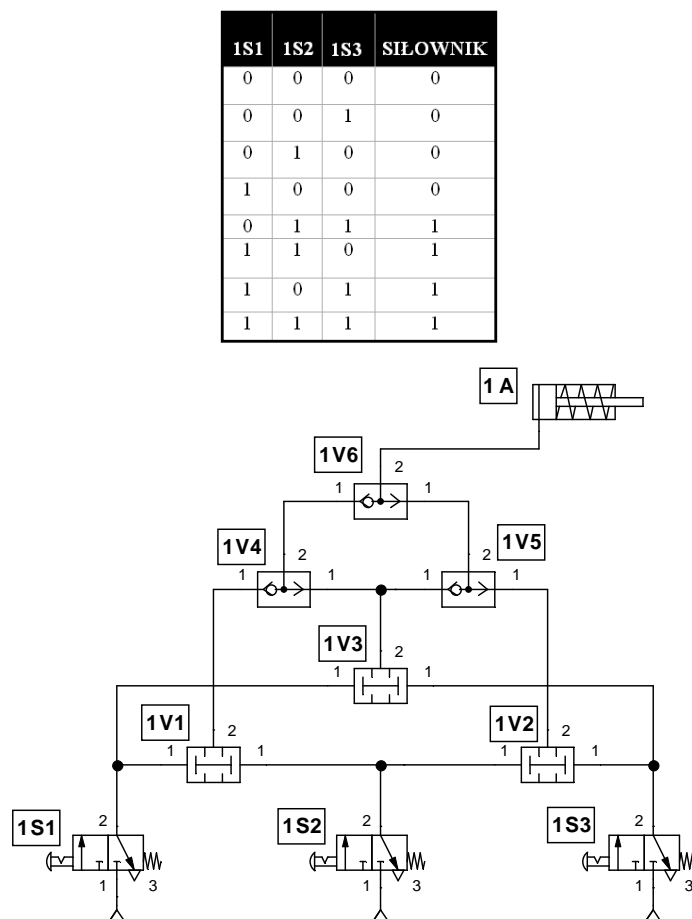 1S1 1S2 1S3 SIŁOWNIK
0 0 0 0
0 0 1 0
0 1 0 0
1 0 0 0
0 1 1 1
1 1 0 1
1 0 1 1
1 1 1 1
1 A
1V6
2
1 1
1V4 1V5
2 2
1 1 1 1
1V3
2
1 1
1V1 1V2
2 2
1 1 1 1
1S1 2 1S2 2 1S3 2
1 3 1 3 1 3